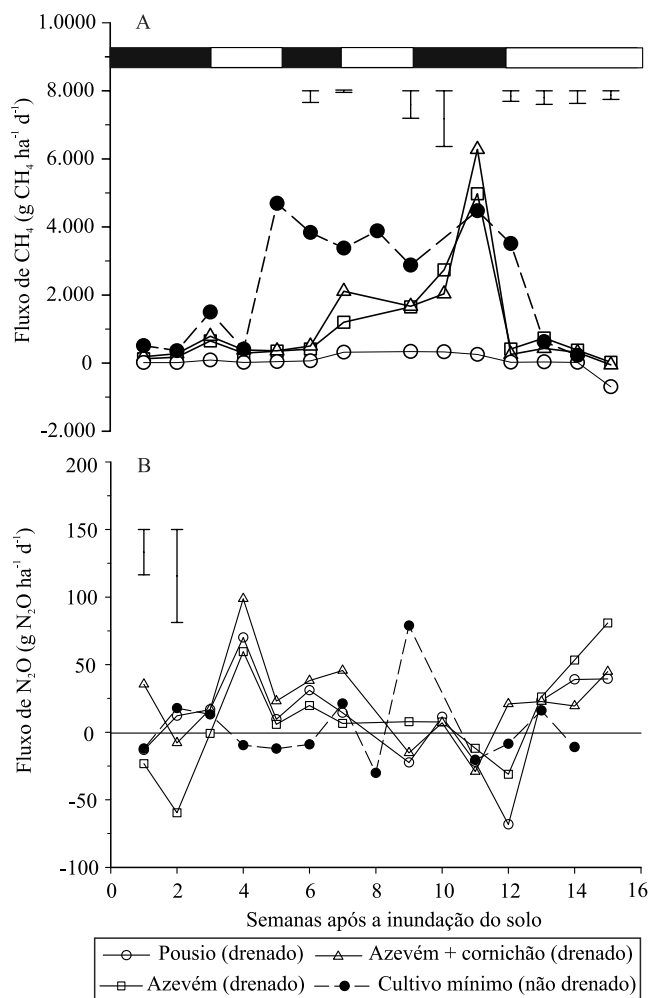 A
1.0000
8.000
6.000
4.000
2.000
0
-2.000
Fluxo de CH₄ (g CH₄ ha⁻¹ d⁻¹)
B
200
150
100
50
0
-50
-100
Fluxo de N₂O (g N₂O ha⁻¹ d⁻¹)
0 2 4 6 8 10 12 14 16
Semanas após a inundação do solo
Pousio (drenado) Azevém + cornichão (drenado)
Azevém (drenado) Cultivo mínimo (não drenado)